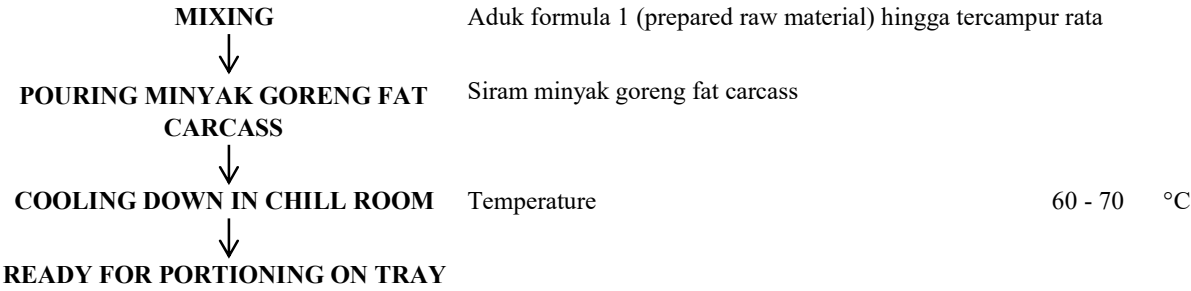 MIXING Aduk formula 1 (prepared raw material) hingga tercampur rata
POURING MINYAK GORENG FAT Siram minyak goreng fat carcass
CARCASS
COOLING DOWN IN CHILL ROOM Temperature 60 - 70 °C
READY FOR PORTIONING ON TRAY